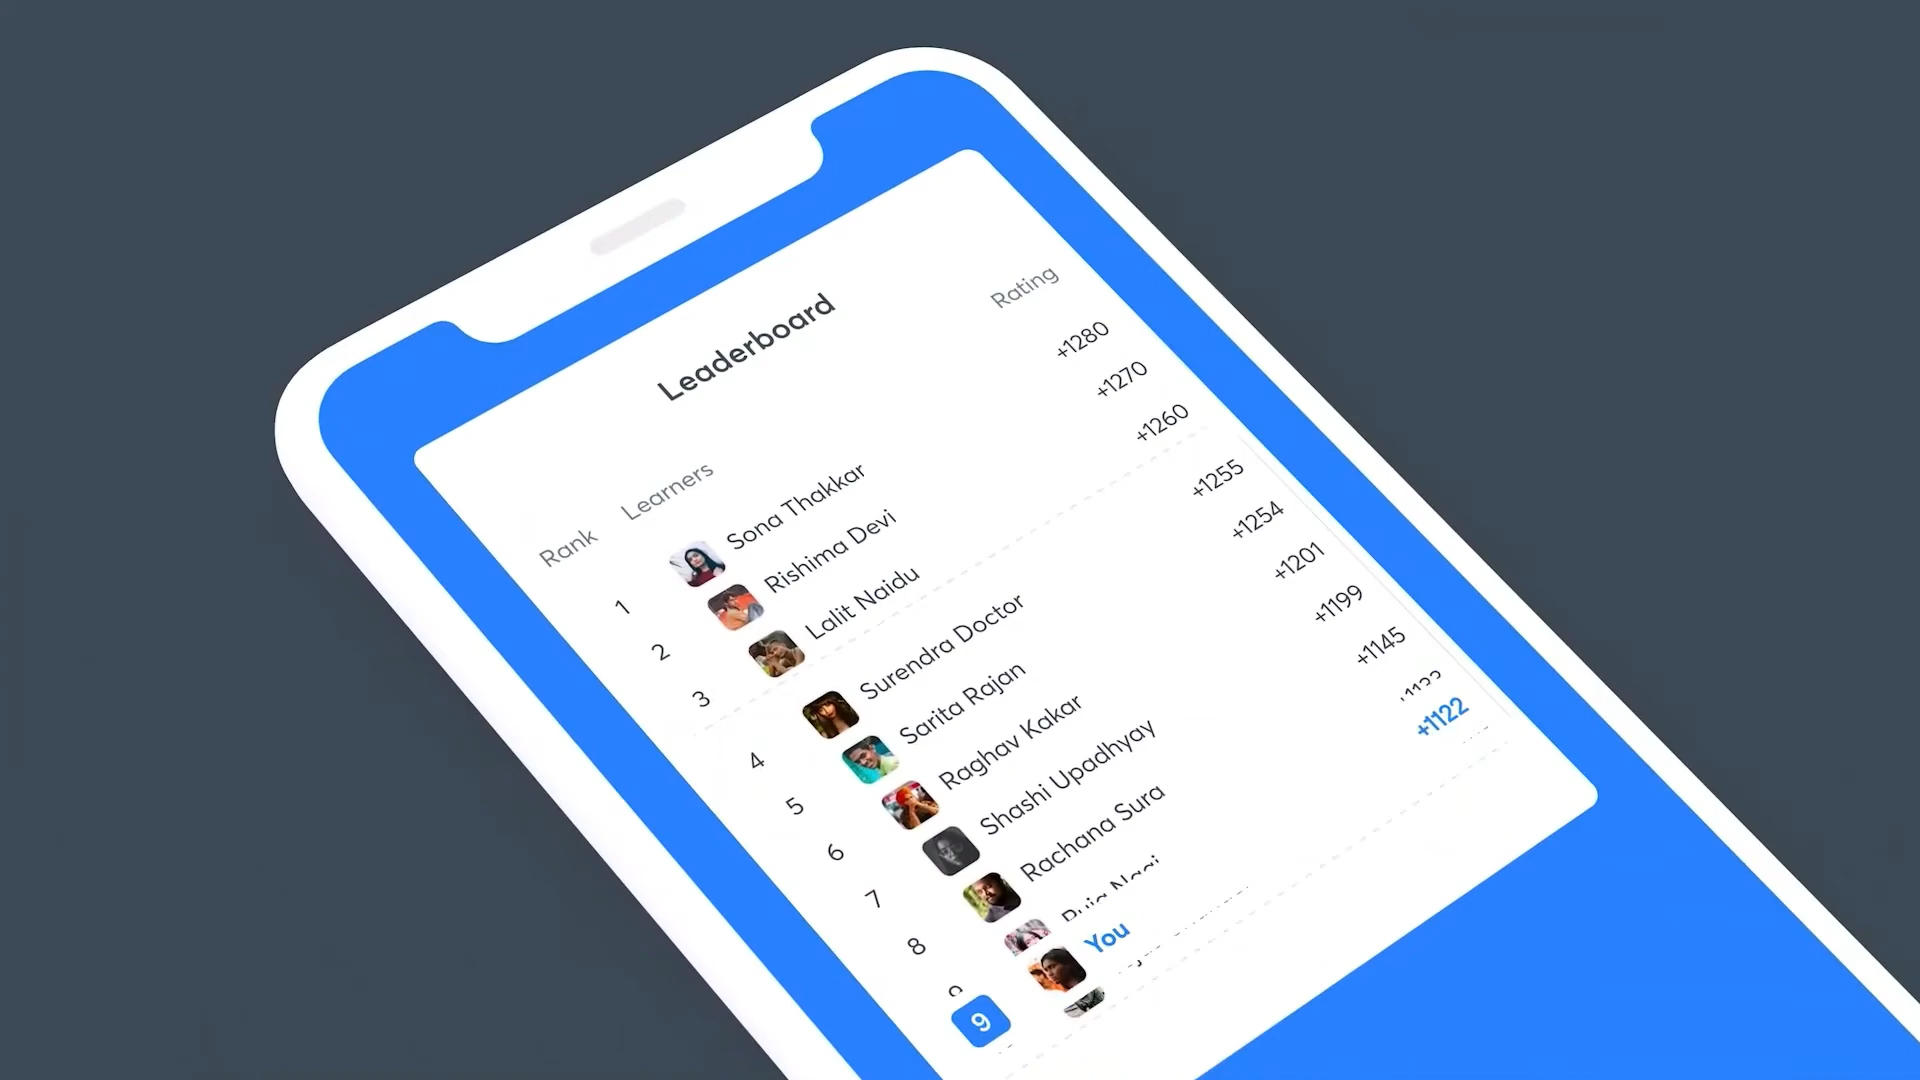 Leaderboard
Rank Learners Rating
1 Sona Thakkar +1280
2 Rishima Devi +1270
3 Lalit Naidu +1260
4 Surendra Doctor +1255
5 Sarita Rajan +1254
6 Raghav Kakar +1201
7 Shashi Upadhyay +1199
8 Rachana Sura +1145
9 You +1122